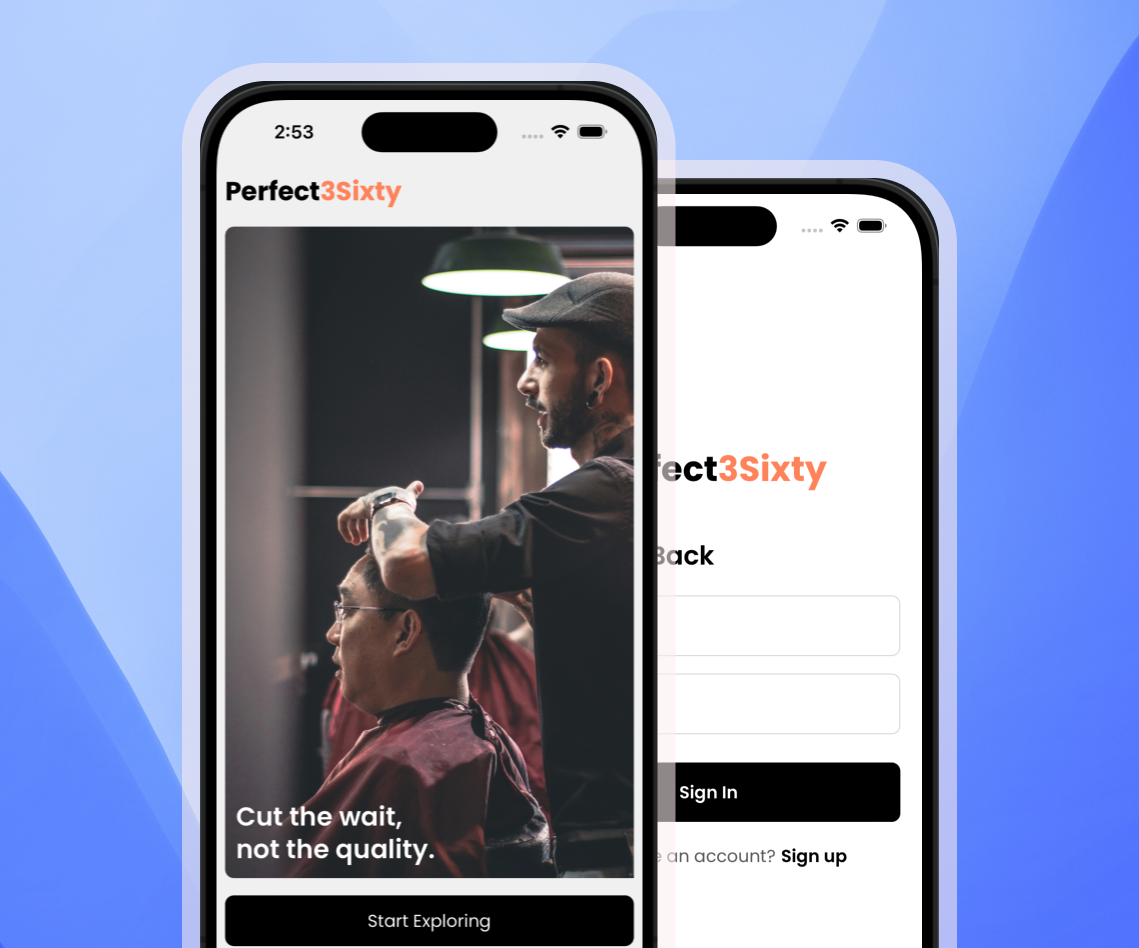 2:53
Perfect3Sixty
Cut the wait,
not the quality.
Start Exploring
fect3Sixty
Back
Sign In
e an account? Sign up